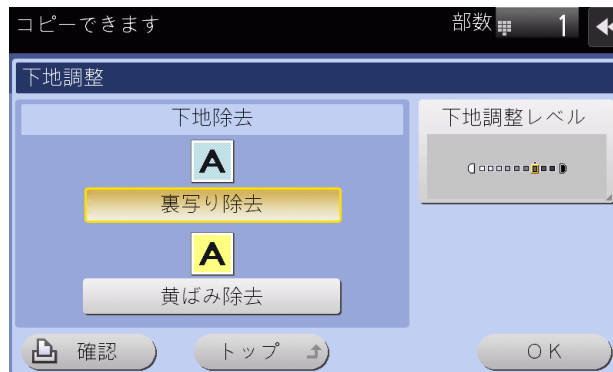 コピーできます 部数 1
下地調整
下地除去
A
裏写り除去
A
黄ばみ除去
下地調整レベル
確認 トップ OK